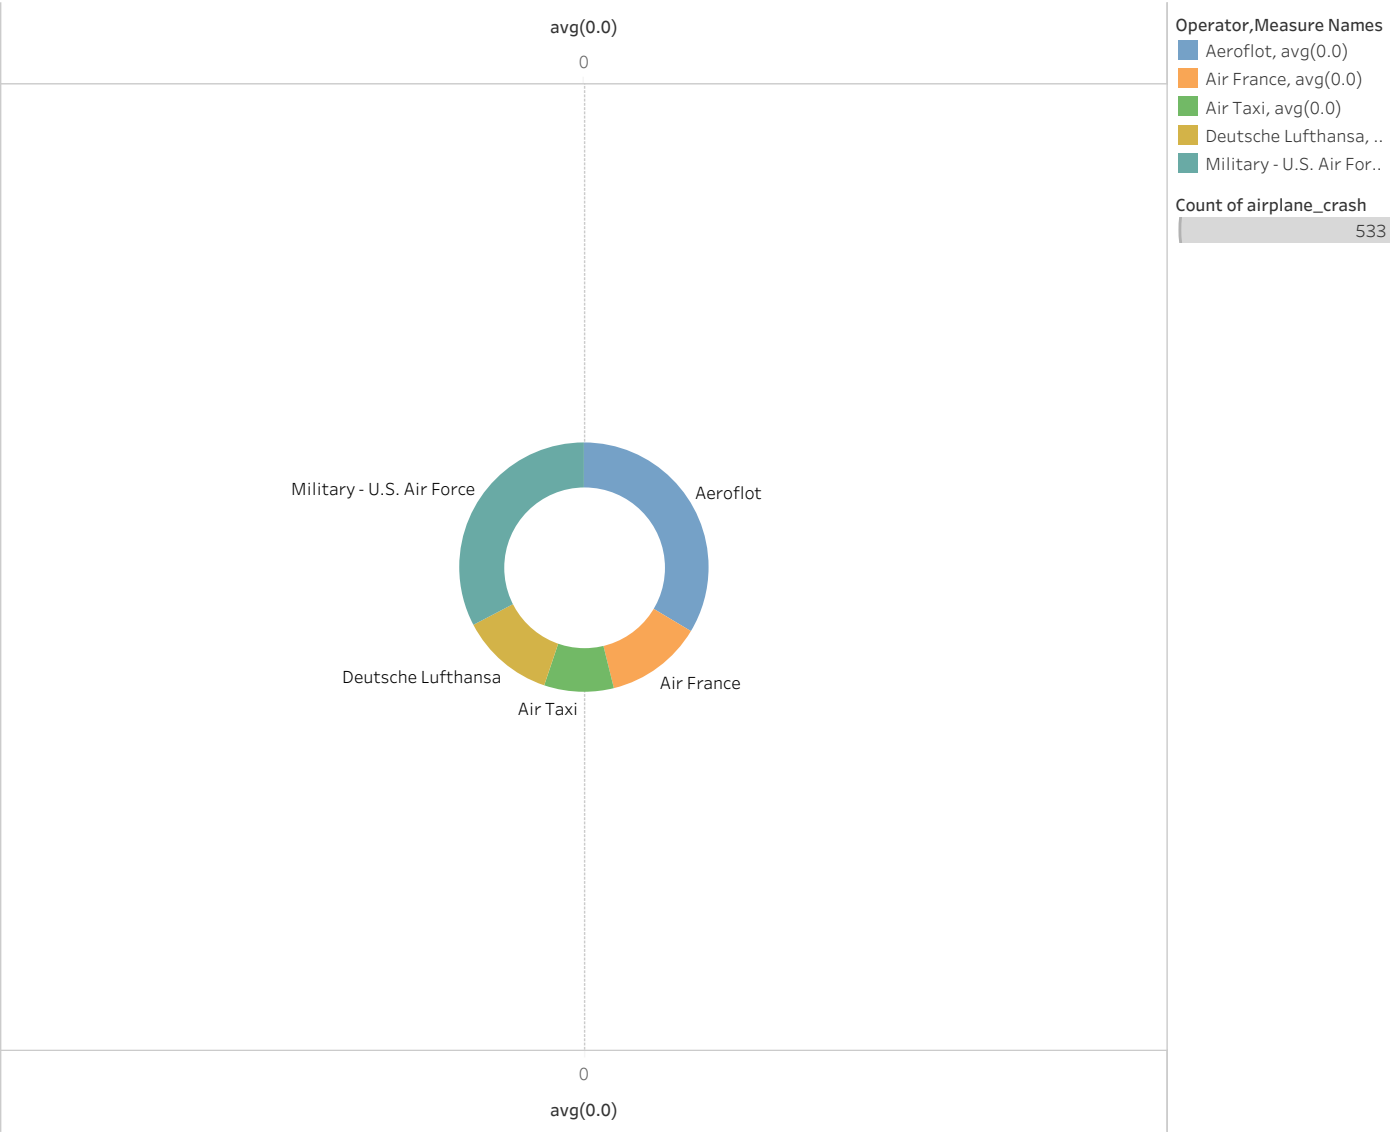 avg(0.0)
0
Operator,Measure Names
Aeroflot, avg(0.0)
Air France, avg(0.0)
Air Taxi, avg(0.0)
Deutsche Lufthansa, ..
Military - U.S. Air For..
Count of airplane_crash
533
Military - U.S. Air Force
Aeroflot
Deutsche Lufthansa
Air France
Air Taxi
0
avg(0.0)